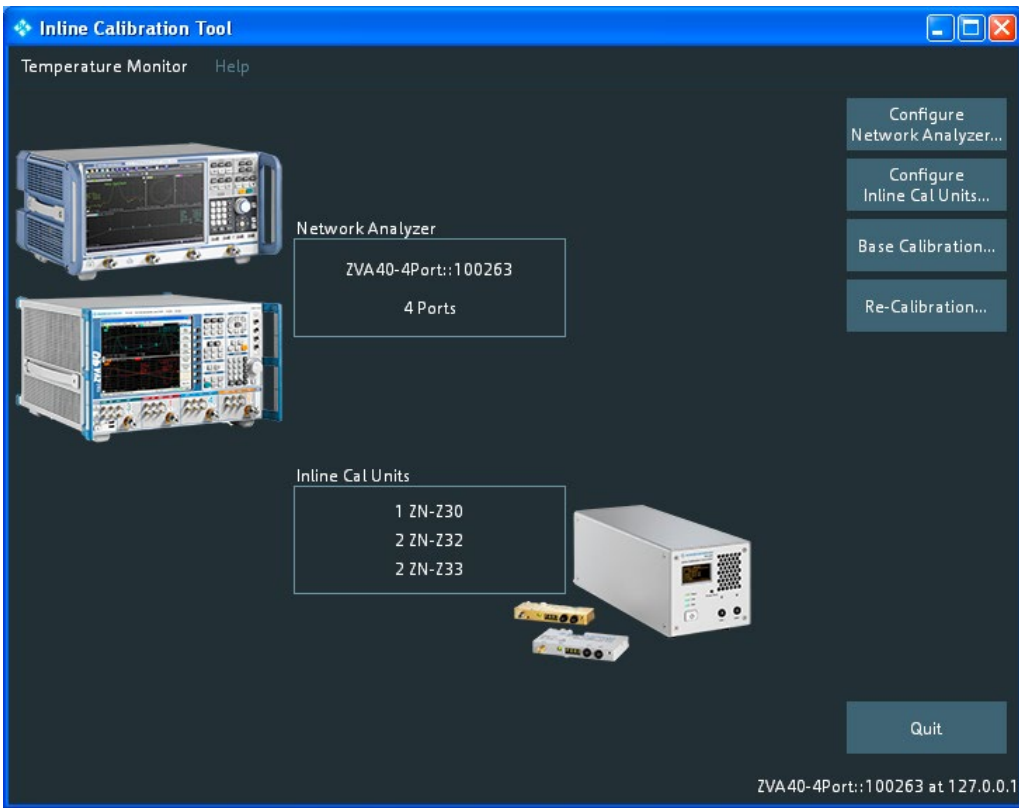 Inline Calibration Tool
Temperature Monitor Help
Configure
Network Analyzer...
Configure
Inline Cal Units...
Base Calibration...
Re-Calibration...
Network Analyzer
ZVA40-4Port::100263
4 Ports
Inline Cal Units
1 ZN-Z30
2 ZN-Z32
2 ZN-Z33
Quit
ZVA40-4Port::100263 at 127.0.0.1